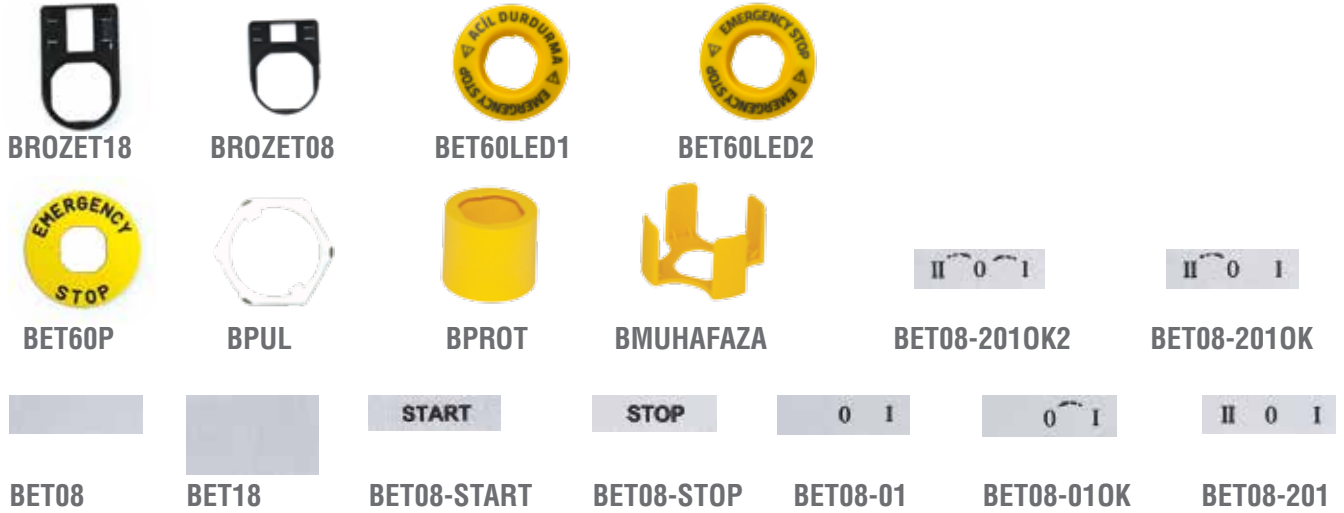 ACİL DURDURMA
EMERGENCY STOP
EMERGENCY STOP
EMERGENCY STOP
BROZET18 BROZET08 BET60LED1 BET60LED2
EMERGENCY
STOP
II 0 I
II 0 I
BET60P BPUL BPROT BMUHAFAZA BET08-201OK2 BET08-201OK
START STOP 0 I 0 I II 0 I
BET08 BET18 BET08-START BET08-STOP BET08-01 BET08-01OK BET08-201